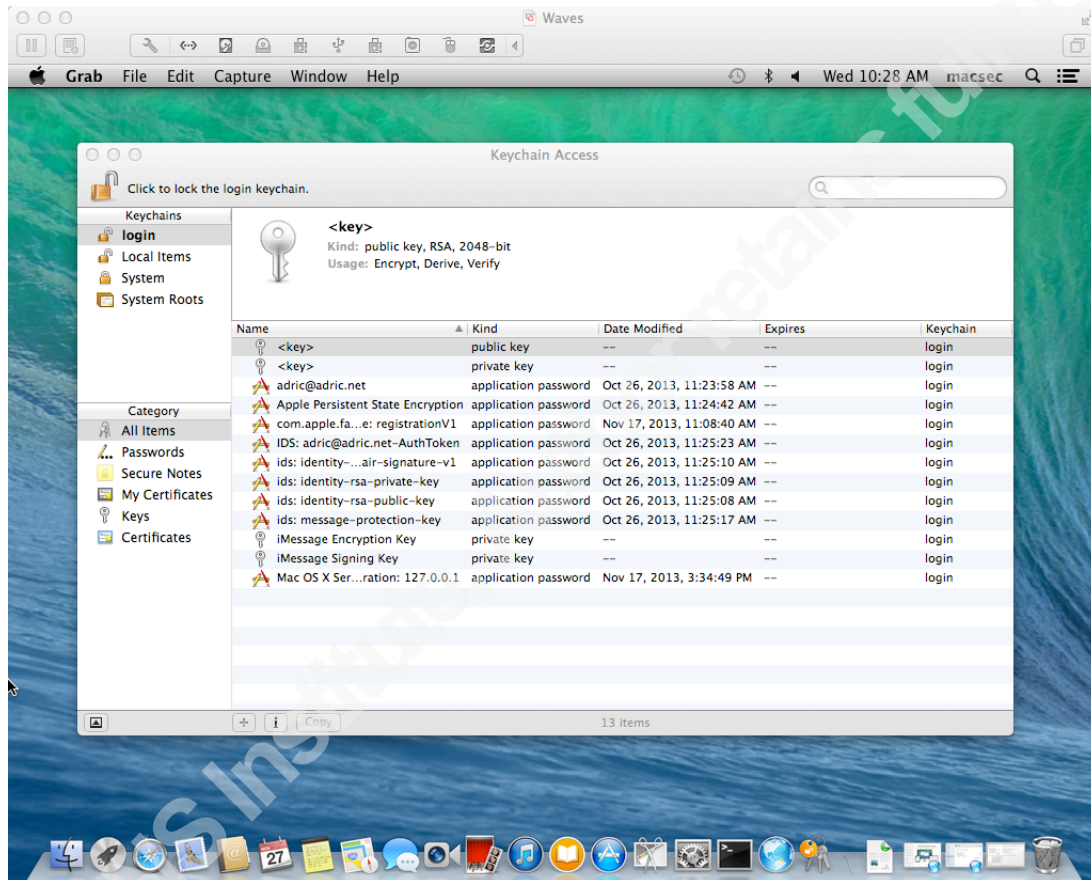 Waves
Grab File Edit Capture Window Help Wed 10:28 AM macsec
Keychain Access
Click to lock the login keychain.
Keychains
login
Local Items
System
System Roots
<key>
Kind: public key, RSA, 2048-bit
Usage: Encrypt, Derive, Verify
Name Kind Date Modified Expires Keychain
<key> public key -- -- login
<key> private key -- -- login
adric@adric.net application password Oct 26, 2013, 11:23:58 AM -- login
Apple Persistent State Encryption application password Oct 26, 2013, 11:24:42 AM -- login
com.apple.fa...e: registrationV1 application password Nov 17, 2013, 11:08:40 AM -- login
IDS: adric@adric.net-AuthToken application password Oct 26, 2013, 11:25:23 AM -- login
ids: identity-...air-signature-v1 application password Oct 26, 2013, 11:25:10 AM -- login
ids: identity-rsa-private-key application password Oct 26, 2013, 11:25:09 AM -- login
ids: identity-rsa-public-key application password Oct 26, 2013, 11:25:08 AM -- login
ids: message-protection-key application password Oct 26, 2013, 11:25:17 AM -- login
iMessage Encryption Key private key -- -- login
iMessage Signing Key private key -- -- login
Mac OS X Ser...ration: 127.0.0.1 application password Nov 17, 2013, 3:34:49 PM -- login
Category
All Items
Passwords
Secure Notes
My Certificates
Keys
Certificates
+ i Copy 13 items
NOV
27
S Institute, retains full